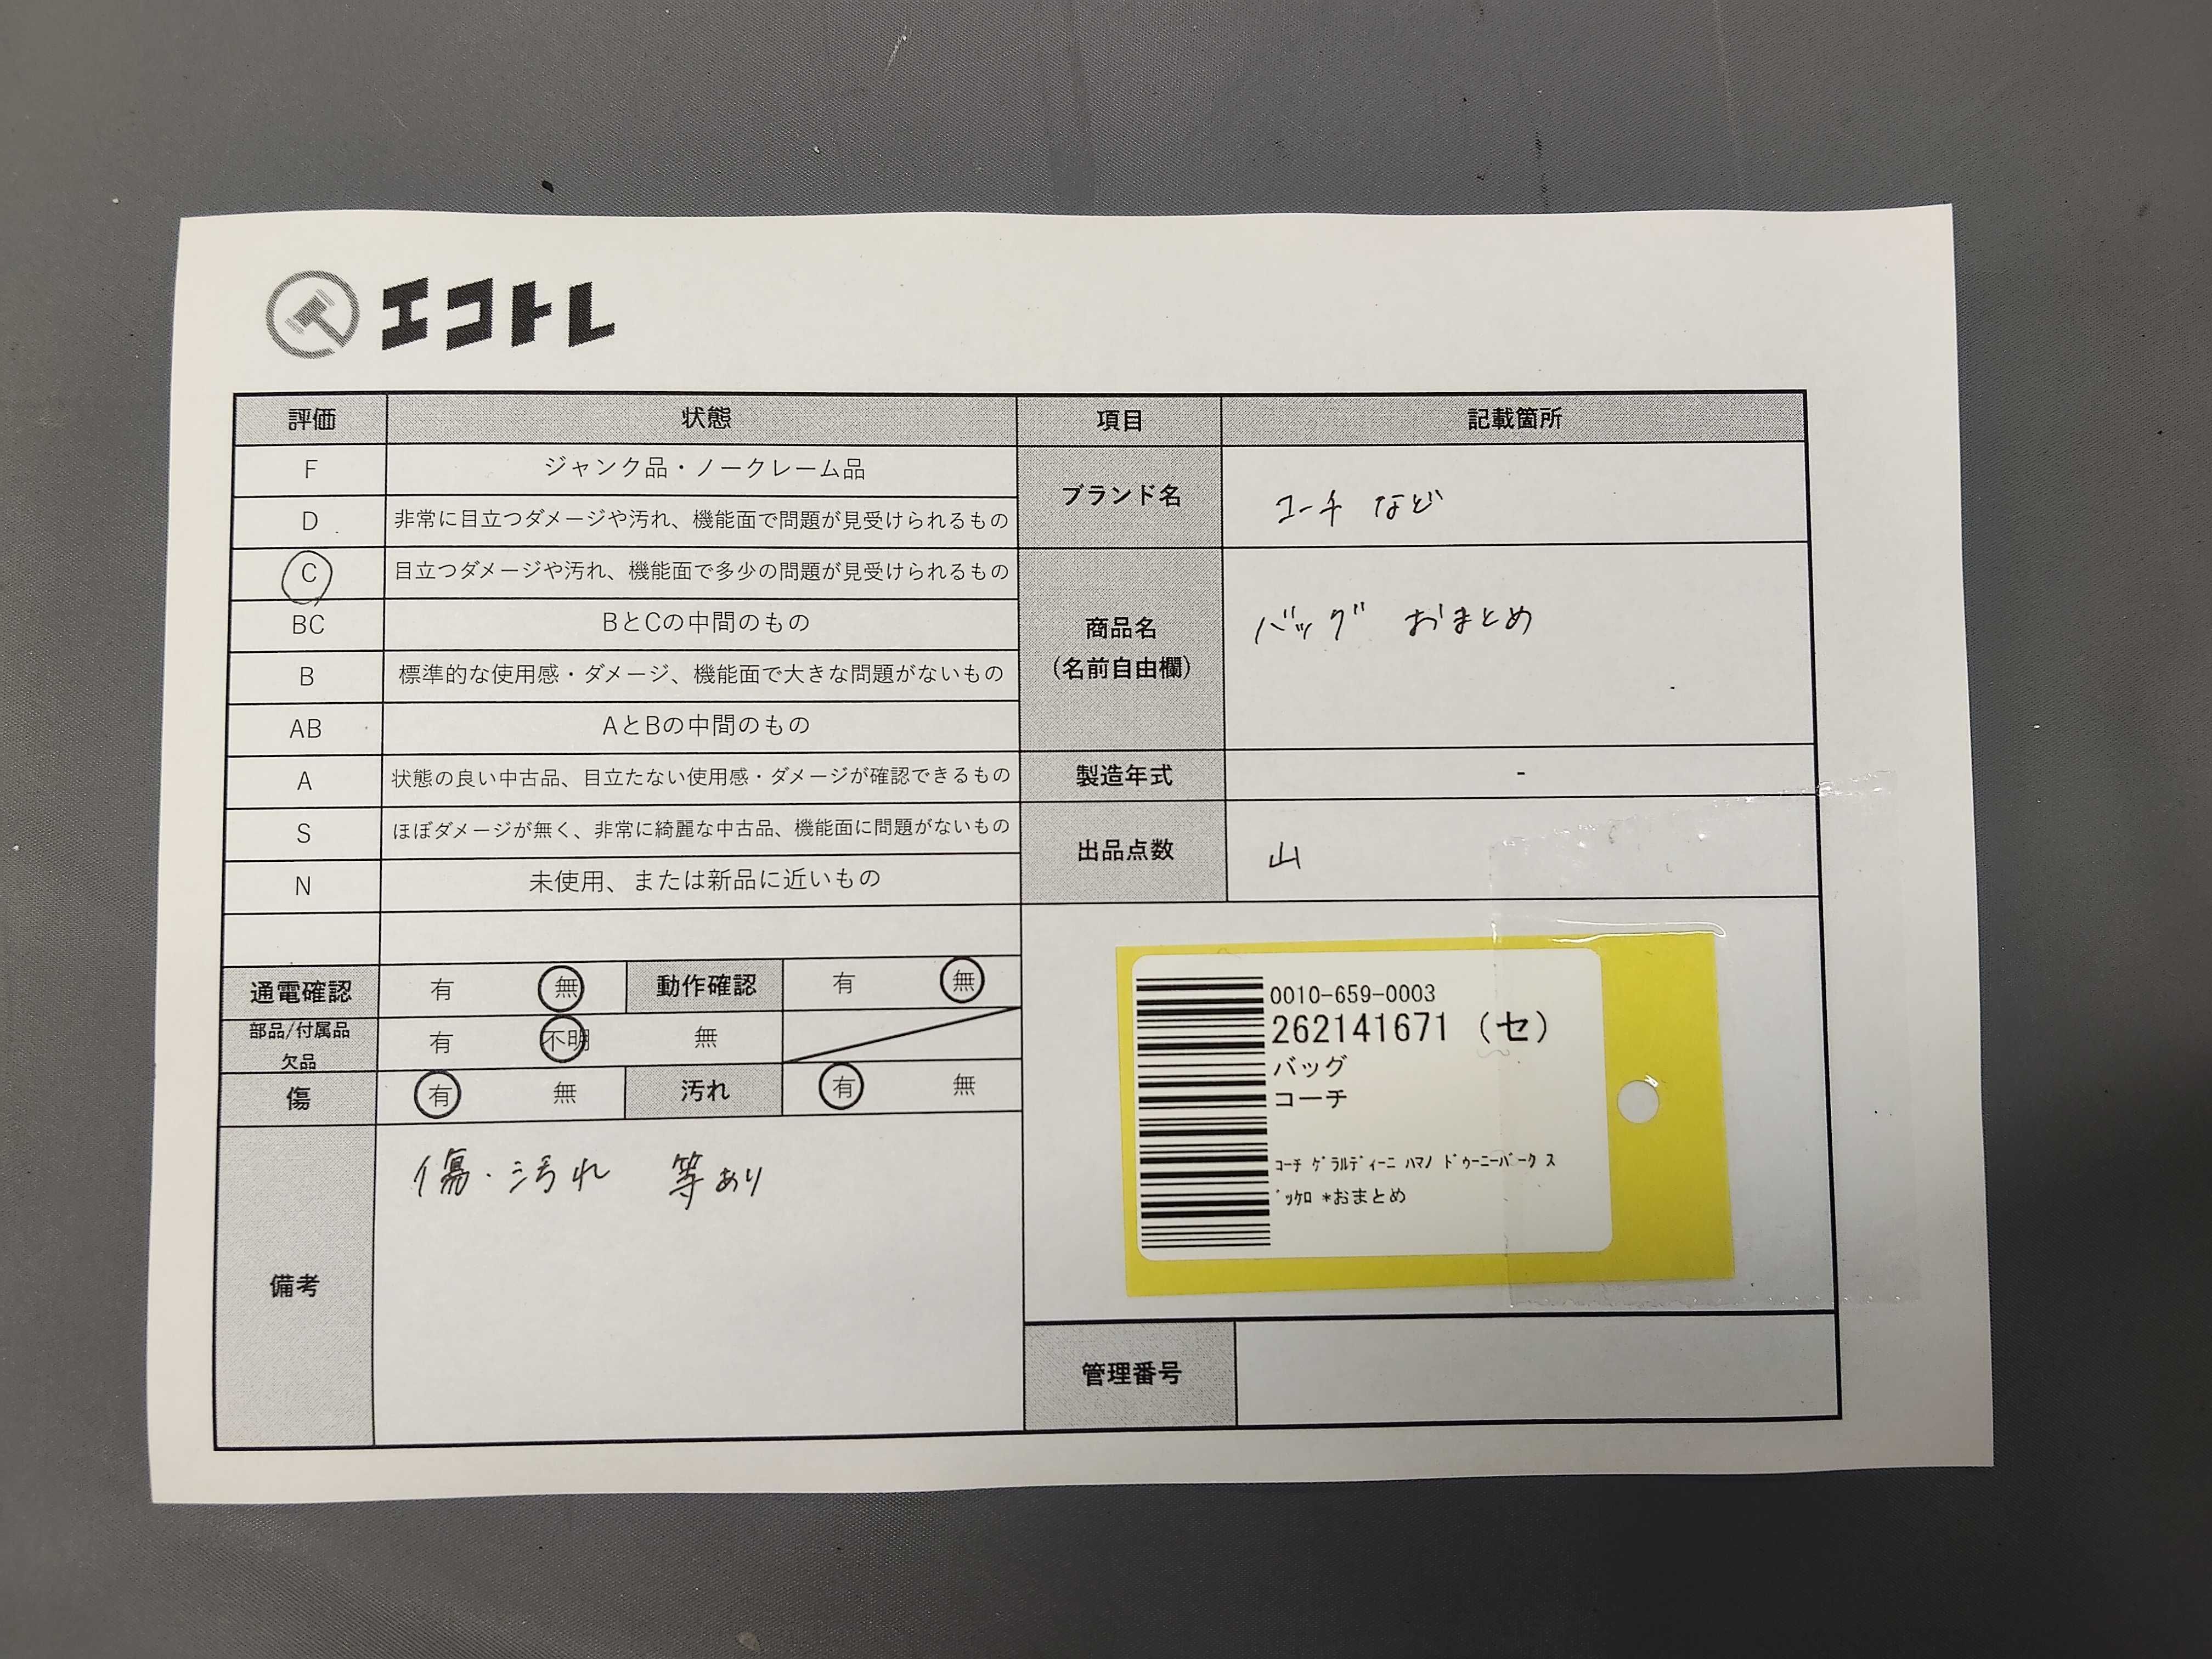 エコトレ
評価 状態 項目 記載箇所
F ジャンク品・ノークレーム品
D 非常に目立つダメージや汚れ、機能面で問題が見受けられるもの
ブランド名 コーチ など
C 目立つダメージや汚れ、機能面で多少の問題が見受けられるもの
BC BとCの中間のもの
商品名
(名前自由欄)
バッグ おまとめ
B 標準的な使用感・ダメージ、機能面で大きな問題がないもの
AB AとBの中間のもの
A 状態の良い中古品、目立たない使用感・ダメージが確認できるもの
製造年式 -
S ほぼダメージが無く、非常に綺麗な中古品、機能面に問題がないもの
出品点数 山
N 未使用、または新品に近いもの
通電確認 有 無 動作確認 有 無
部品/付属品
欠品
有 不明 無
傷 有 無 汚れ 有 無
備考
傷・汚れ 等あり
0010-659-0003
262141671 (セ)
バッグ
コーチ
ｺｰﾁ ｹﾞﾗﾙﾃﾞｨｰﾆ ﾊﾏﾉ ﾄﾞｩｰﾆｰﾊﾞｰｸ ｽ
ﾞｯｹﾛ *おまとめ
管理番号